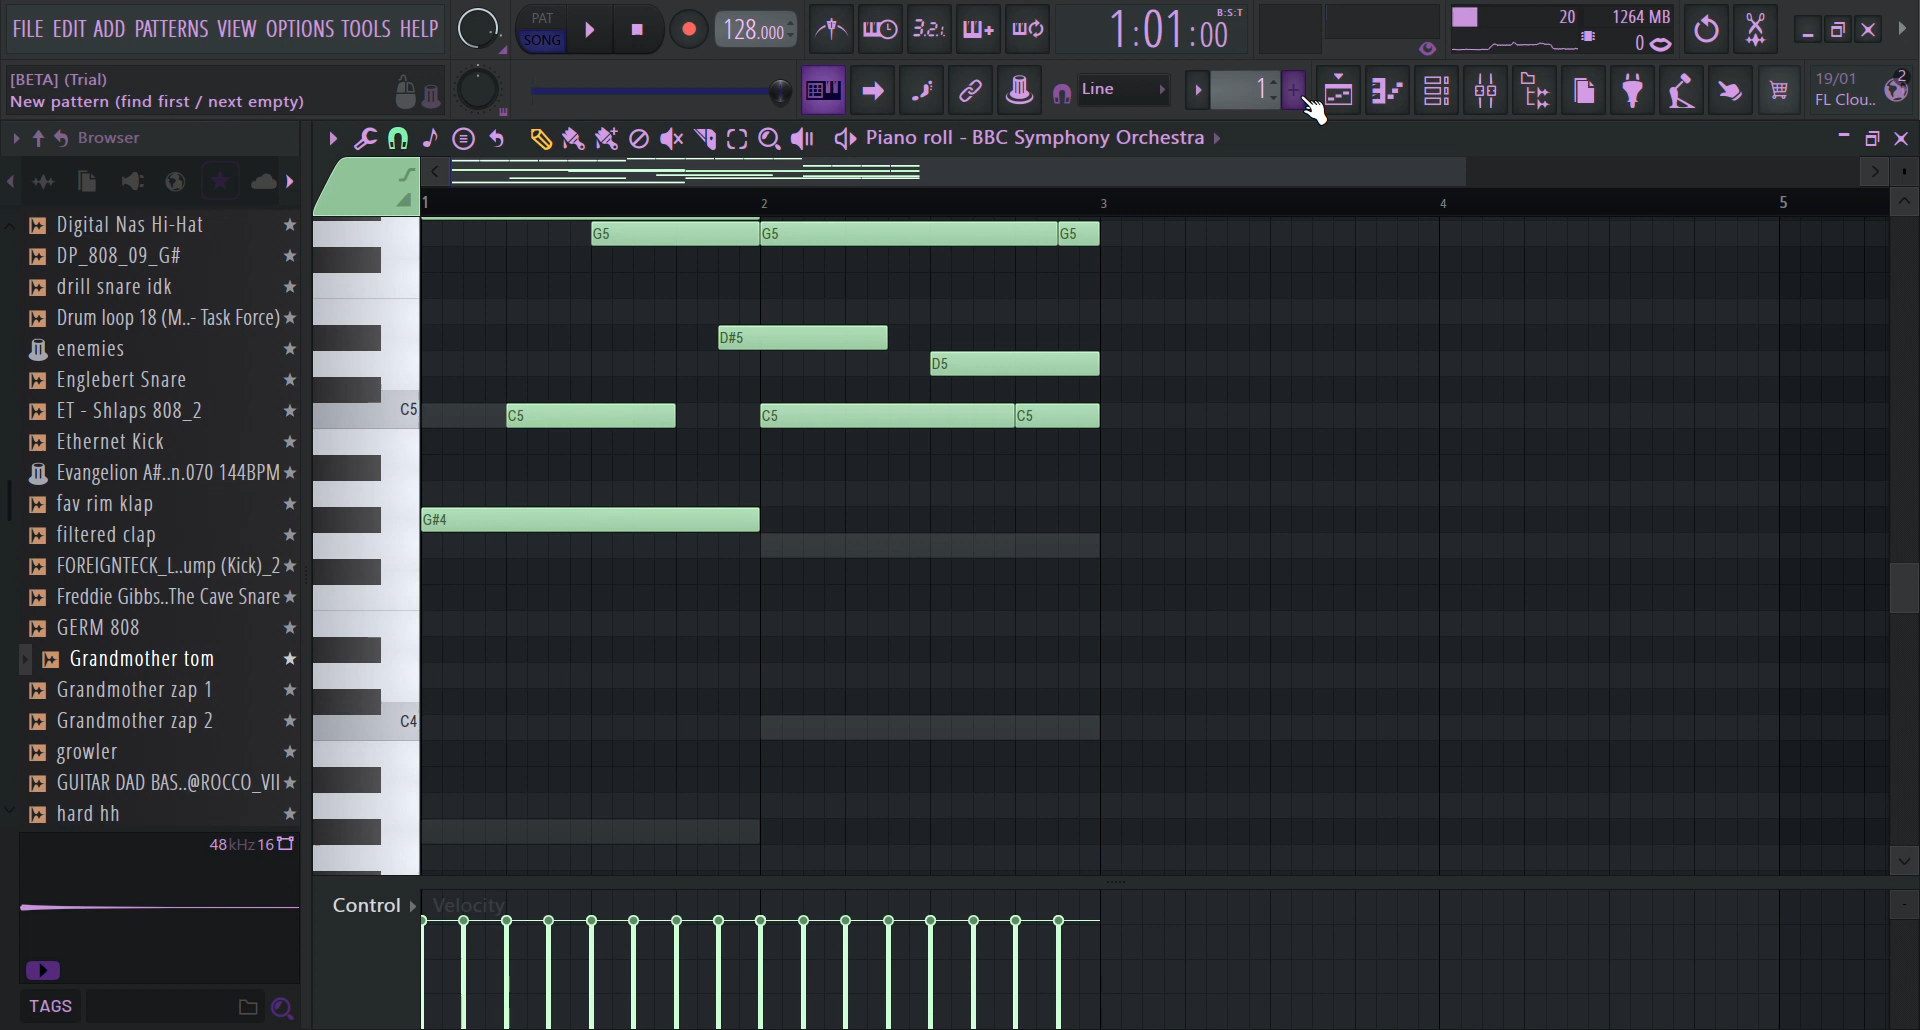 FILE EDIT ADD PATTERNS VIEW OPTIONS TOOLS HELP
PAT
SONG
128.000
3.2.1
1:01:00
B:S:T
20
1264 MB
0
[BETA] (Trial)
New pattern (find first / next empty)
Line
1
+
19/01
2
FL Clou..
Browser
Piano roll - BBC Symphony Orchestra
1
2
3
4
5
Digital Nas Hi-Hat
DP_808_09_G#
drill snare idk
Drum loop 18 (M..- Task Force)
enemies
Englebert Snare
ET - Shlaps 808_2
Ethernet Kick
Evangelion A#..n.070 144BPM
fav rim klap
filtered clap
FOREIGNTECK_L..ump (Kick)_2
Freddie Gibbs..The Cave Snare
GERM 808
Grandmother tom
Grandmother zap 1
Grandmother zap 2
growler
GUITAR DAD BAS..@ROCCO_VII
hard hh
48kHz 16
TAGS
G5
G5
G5
D#5
D5
C5
C5
C5
C5
G#4
C4
Control
Velocity